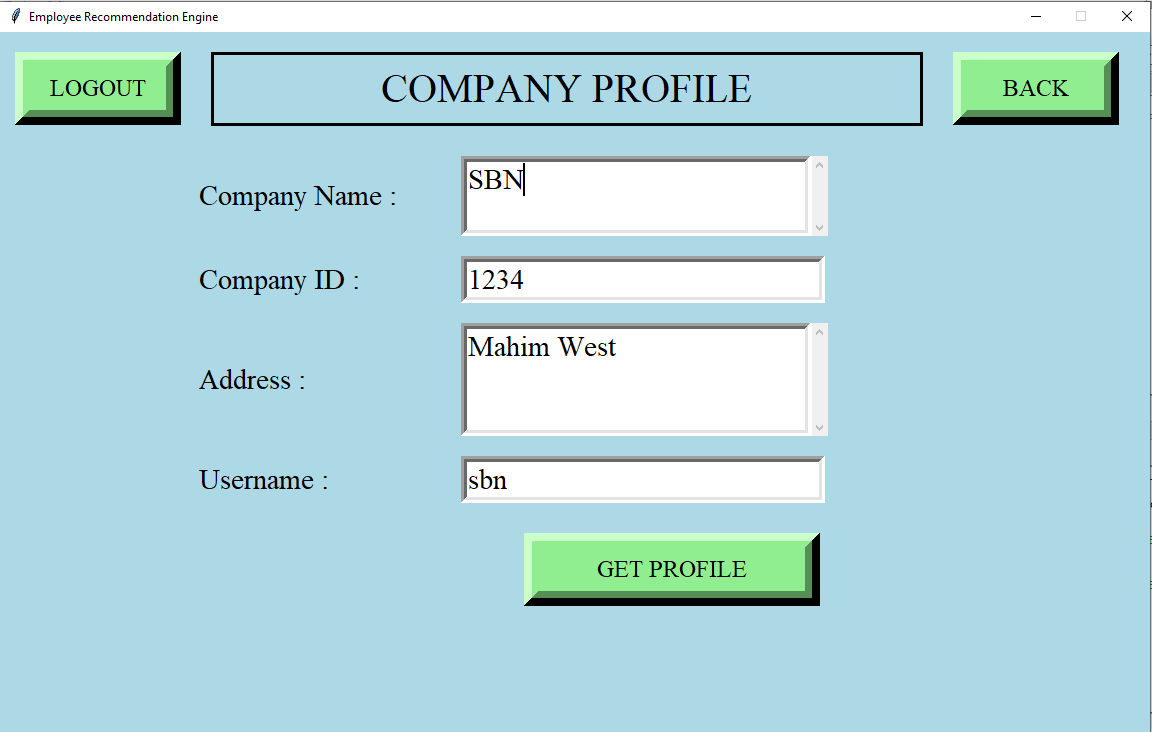 Employee Recommendation Engine
LOGOUT
COMPANY PROFILE
BACK
Company Name :
SBN
Company ID :
1234
Address :
Mahim West
Username :
sbn
GET PROFILE